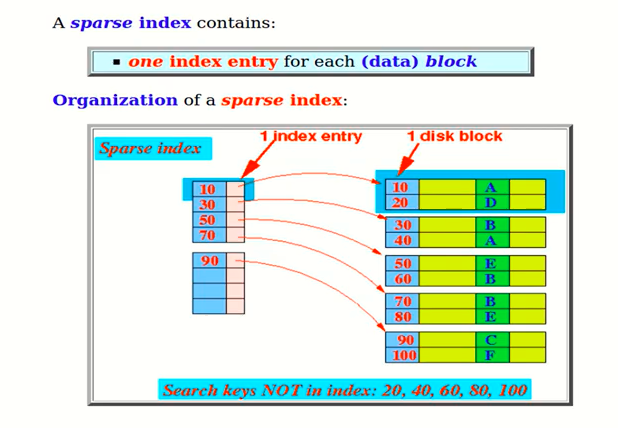 A sparse index contains:
▪ one index entry for each (data) block
Organization of a sparse index:
1 index entry
1 disk block
Sparse index
10
30
50
70
90
10 A
20 D
30 B
40 A
50 E
60 B
70 B
80 E
90 C
100 F
Search keys NOT in index: 20, 40, 60, 80, 100